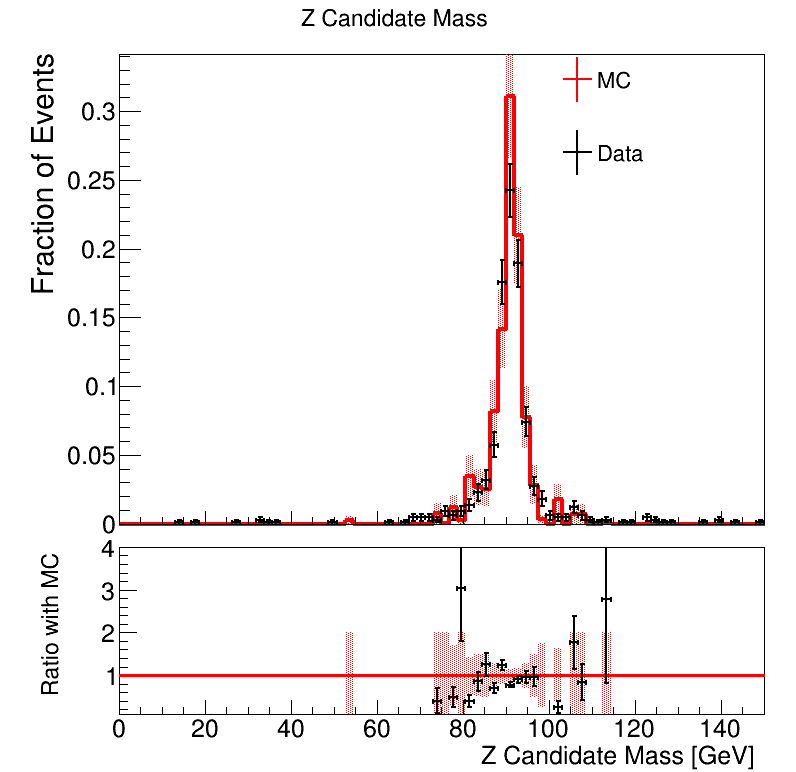 Z Candidate Mass
Fraction of Events
0.3
0.25
0.2
0.15
0.1
0.05
0
MC
Data
Ratio with MC
4
3
2
1
0 20 40 60 80 100 120 140
Z Candidate Mass [GeV]